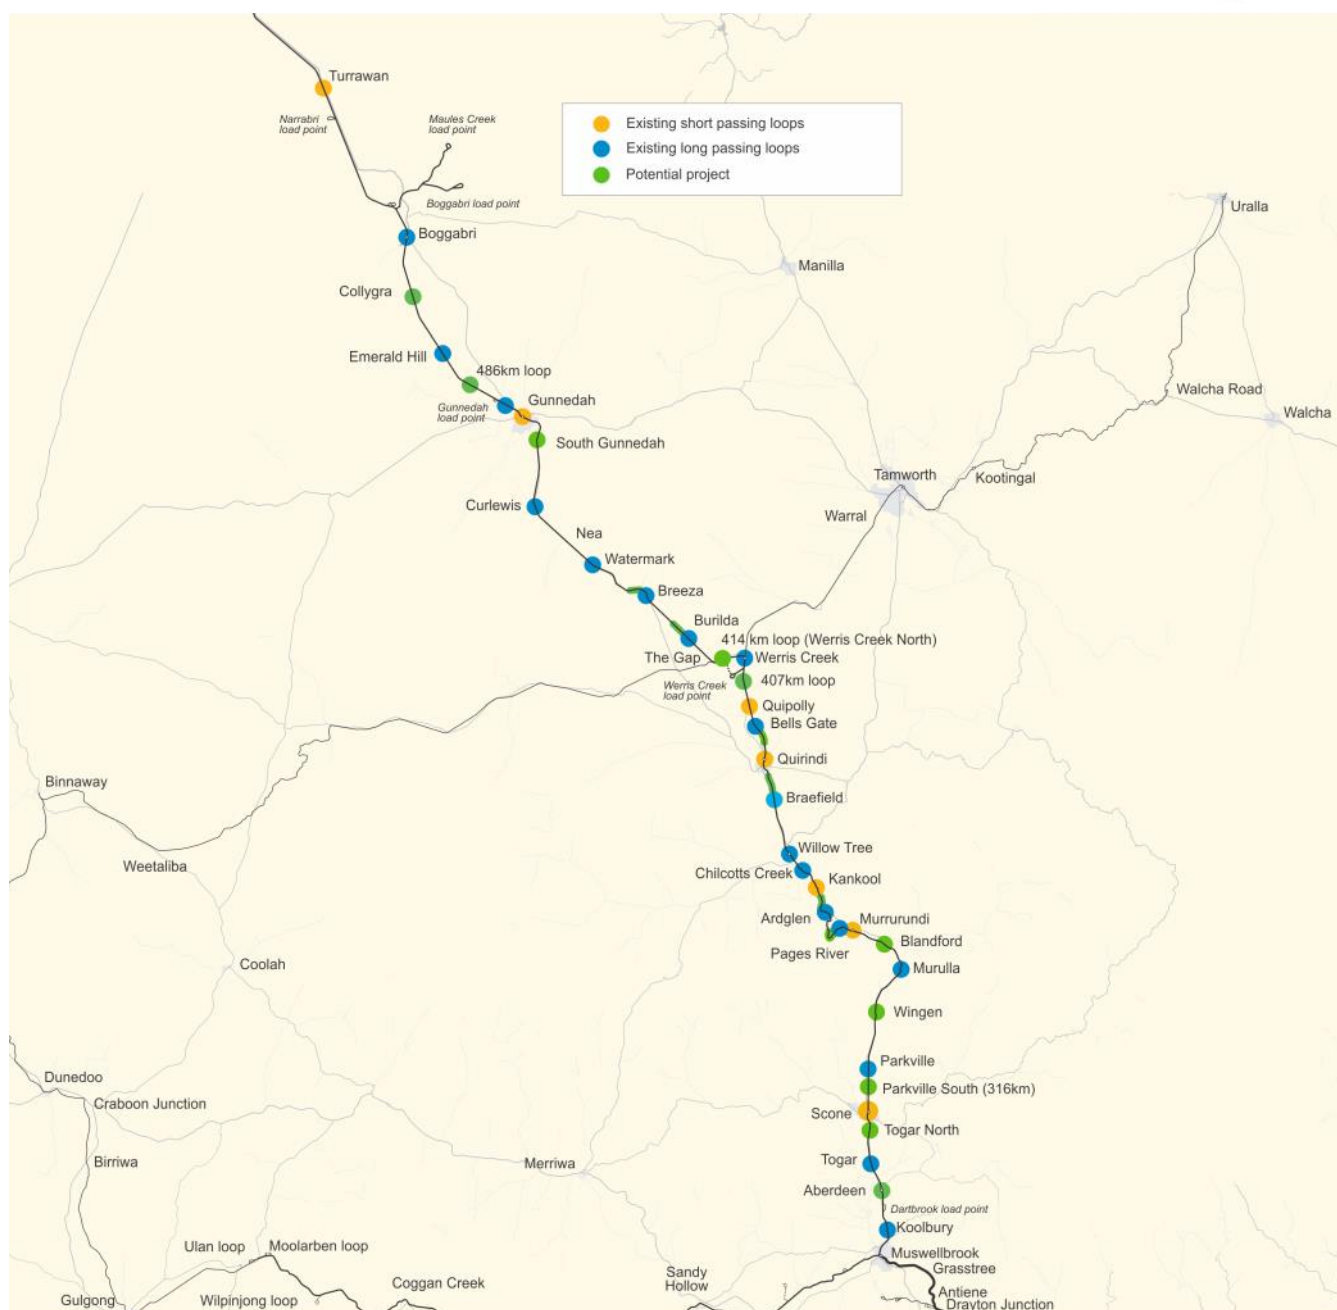 Turrawan
Narrabri
load point
Maules Creek
load point
Existing short passing loops
Existing long passing loops
Potential project
Boggabri load point
Uralla
Boggabri
Manilla
Collygra
Emerald Hill
486km loop
Gunnedah
load point
Gunnedah
Walcha Road
Walcha
South Gunnedah
Tamworth
Kootingal
Curlewis
Warral
Nea
Watermark
Breeza
Burilda
414 km loop (Werris Creek North)
The Gap
Werris Creek
Werris Creek
load point
407km loop
Quipolly
Bells Gate
Quirindi
Binnaway
Braefield
Weetaliba
Willow Tree
Chilcotts Creek
Kankool
Ardglen
Murrurundi
Pages River
Blandford
Coolah
Murulla
Wingen
Parkville
Dunedoo
Parkville South (316km)
Craboon Junction
Scone
Togar North
Birriwa
Merriwa
Togar
Aberdeen
Dartbrook load point
Koolbury
Ulan loop
Moolarben loop
Muswellbrook
Grasstree
Sandy
Hollow
Coggan Creek
Antiene
Gulgong
Wilpinjong loop
Drayton Junction